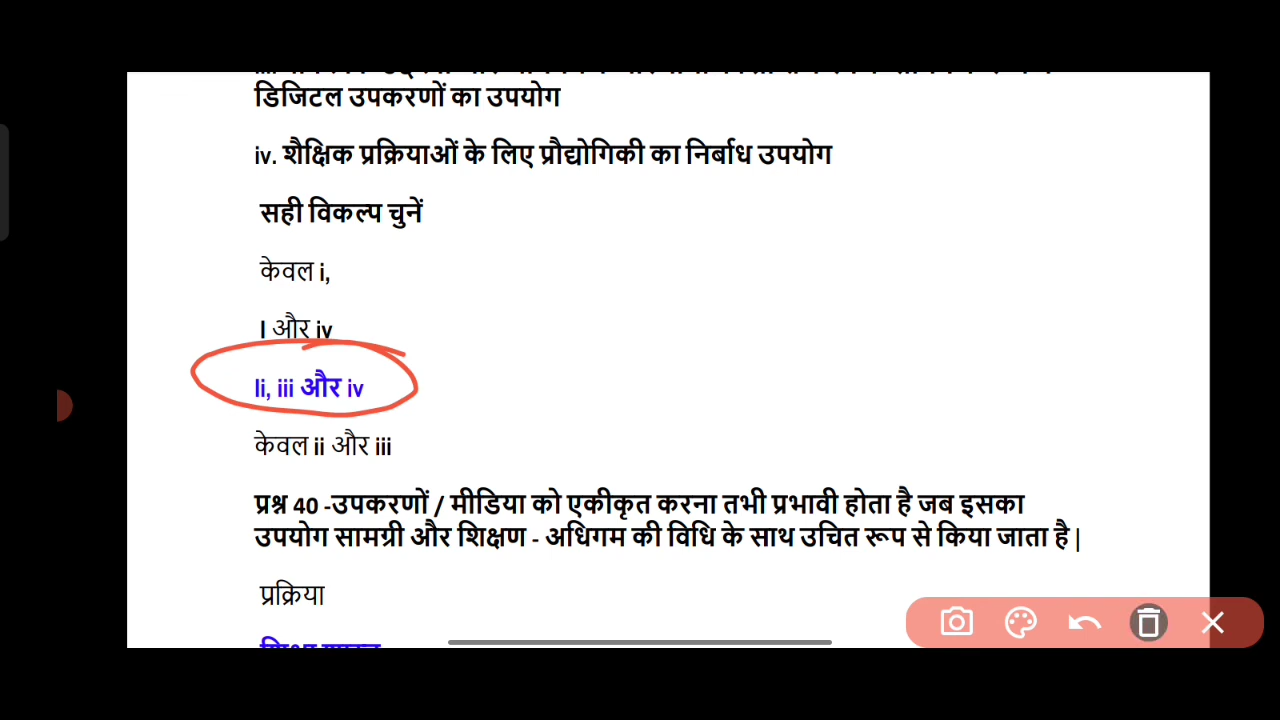 डिजिटल उपकरणों का उपयोग
iv. शैक्षिक प्रक्रियाओं के लिए प्रौद्योगिकी का निर्बाध उपयोग
सही विकल्प चुनें
केवल i,
I और iv
Ii, iii और iv
केवल ii और iii
प्रश्न 40 -उपकरणों / मीडिया को एकीकृत करना तभी प्रभावी होता है जब इसका
उपयोग सामग्री और शिक्षण - अधिगम की विधि के साथ उचित रूप से किया जाता है |
प्रक्रिया